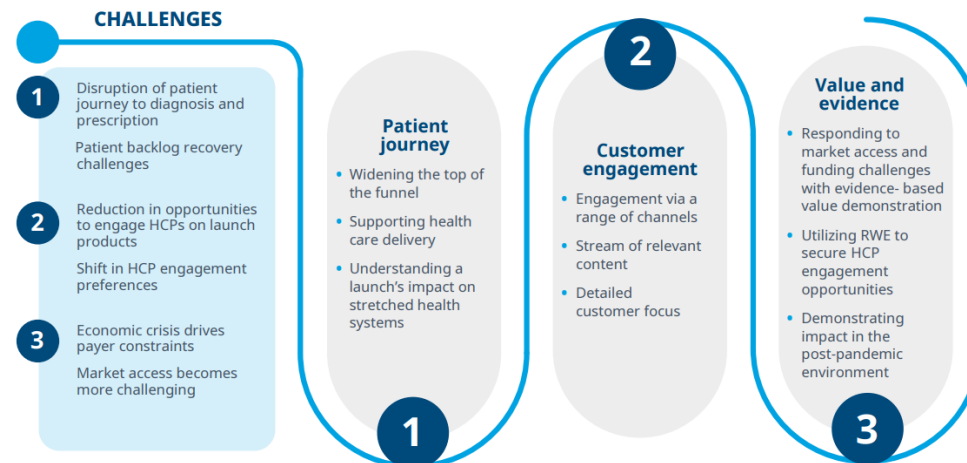 CHALLENGES
1
Disruption of patient
journey to diagnosis and
prescription
Patient backlog recovery
challenges
2
Reduction in opportunities
to engage HCPs on launch
products
Shift in HCP engagement
preferences
3
Economic crisis drives
payer constraints
Market access becomes
more challenging
Patient
journey
• Widening the top of
the funnel
• Supporting health
care delivery
• Understanding a
launch’s impact on
stretched health
systems
1
2
Customer
engagement
• Engagement via a
range of channels
• Stream of relevant
content
• Detailed
customer focus
Value and
evidence
• Responding to
market access and
funding challenges
with evidence- based
value demonstration
• Utilizing RWE to
secure HCP
engagement
opportunities
• Demonstrating
impact in the
post-pandemic
environment
3